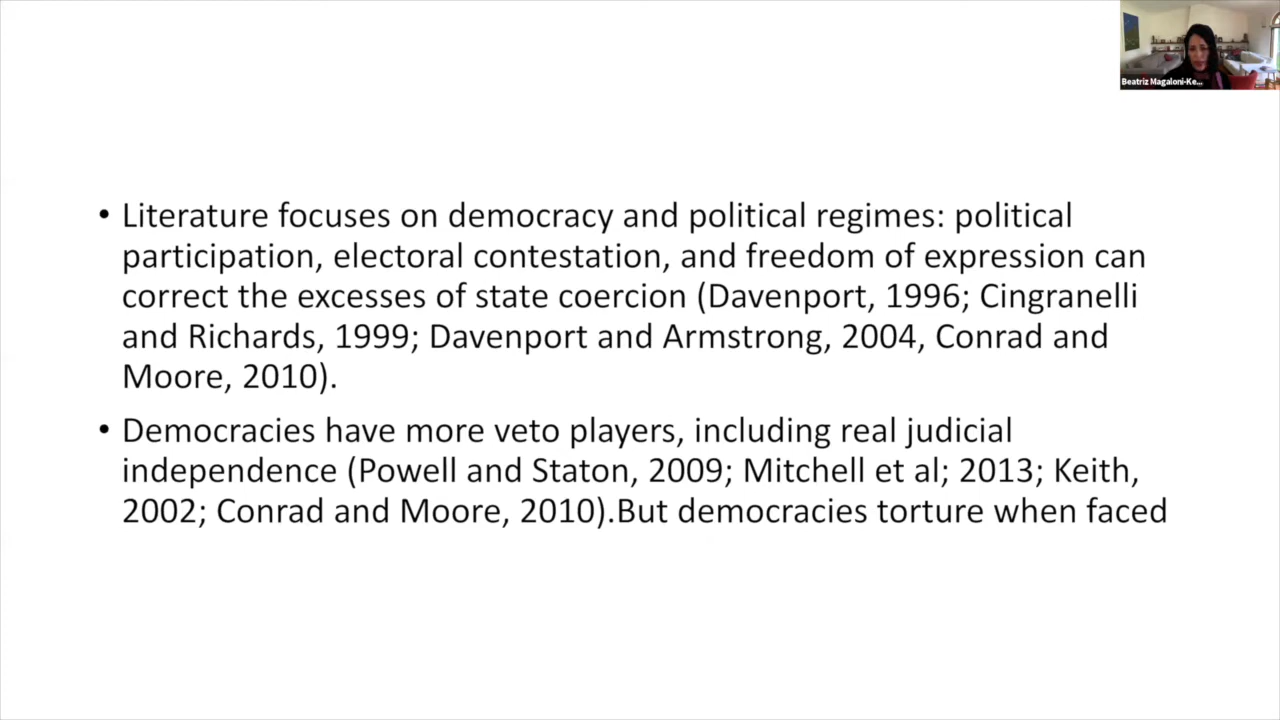 Beatriz Magaloni-Ke...
• Literature focuses on democracy and political regimes: political
participation, electoral contestation, and freedom of expression can
correct the excesses of state coercion (Davenport, 1996; Cingranelli
and Richards, 1999; Davenport and Armstrong, 2004, Conrad and
Moore, 2010).
• Democracies have more veto players, including real judicial
independence (Powell and Staton, 2009; Mitchell et al; 2013; Keith,
2002; Conrad and Moore, 2010).But democracies torture when faced